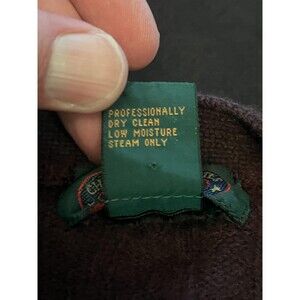 PROFESSIONALLY
DRY CLEAN
LOW MOISTURE
STEAM ONLY